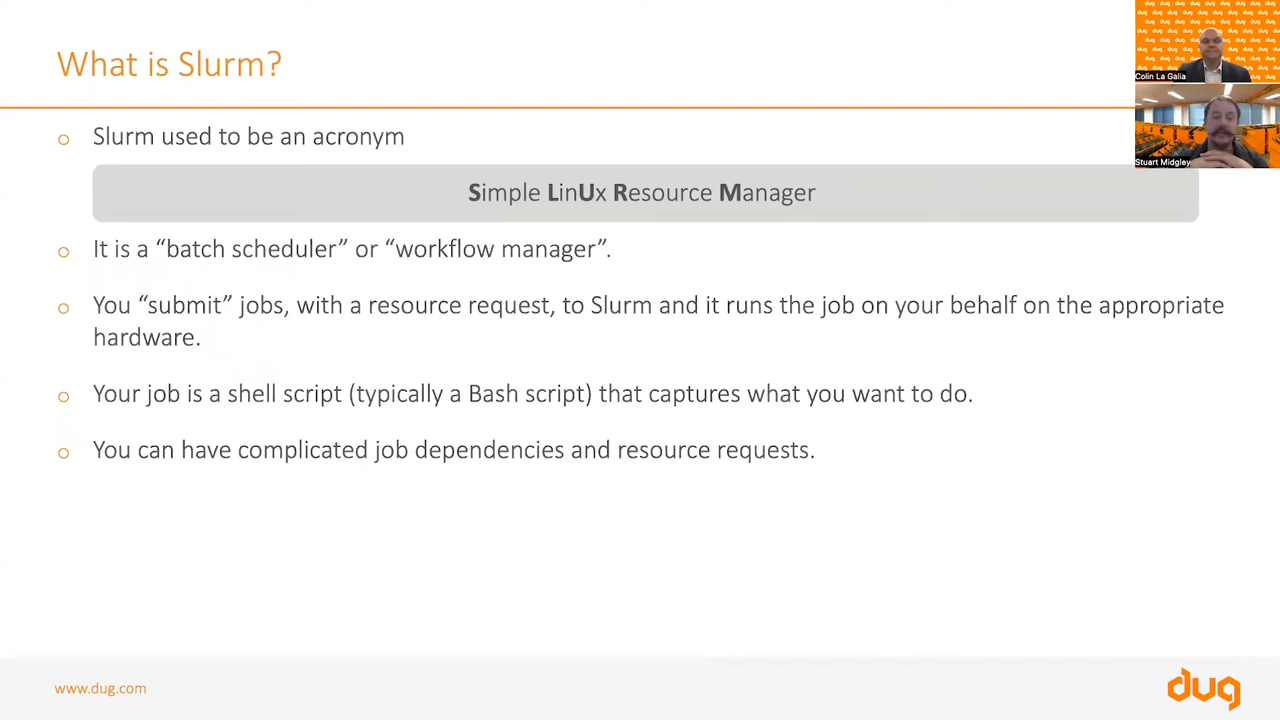 What is Slurm?
Colin La Galia
Stuart Midgley
Slurm used to be an acronym
Simple LinUx Resource Manager
It is a “batch scheduler” or “workflow manager”.
You “submit” jobs, with a resource request, to Slurm and it runs the job on your behalf on the appropriate
hardware.
Your job is a shell script (typically a Bash script) that captures what you want to do.
You can have complicated job dependencies and resource requests.
www.dug.com
dug